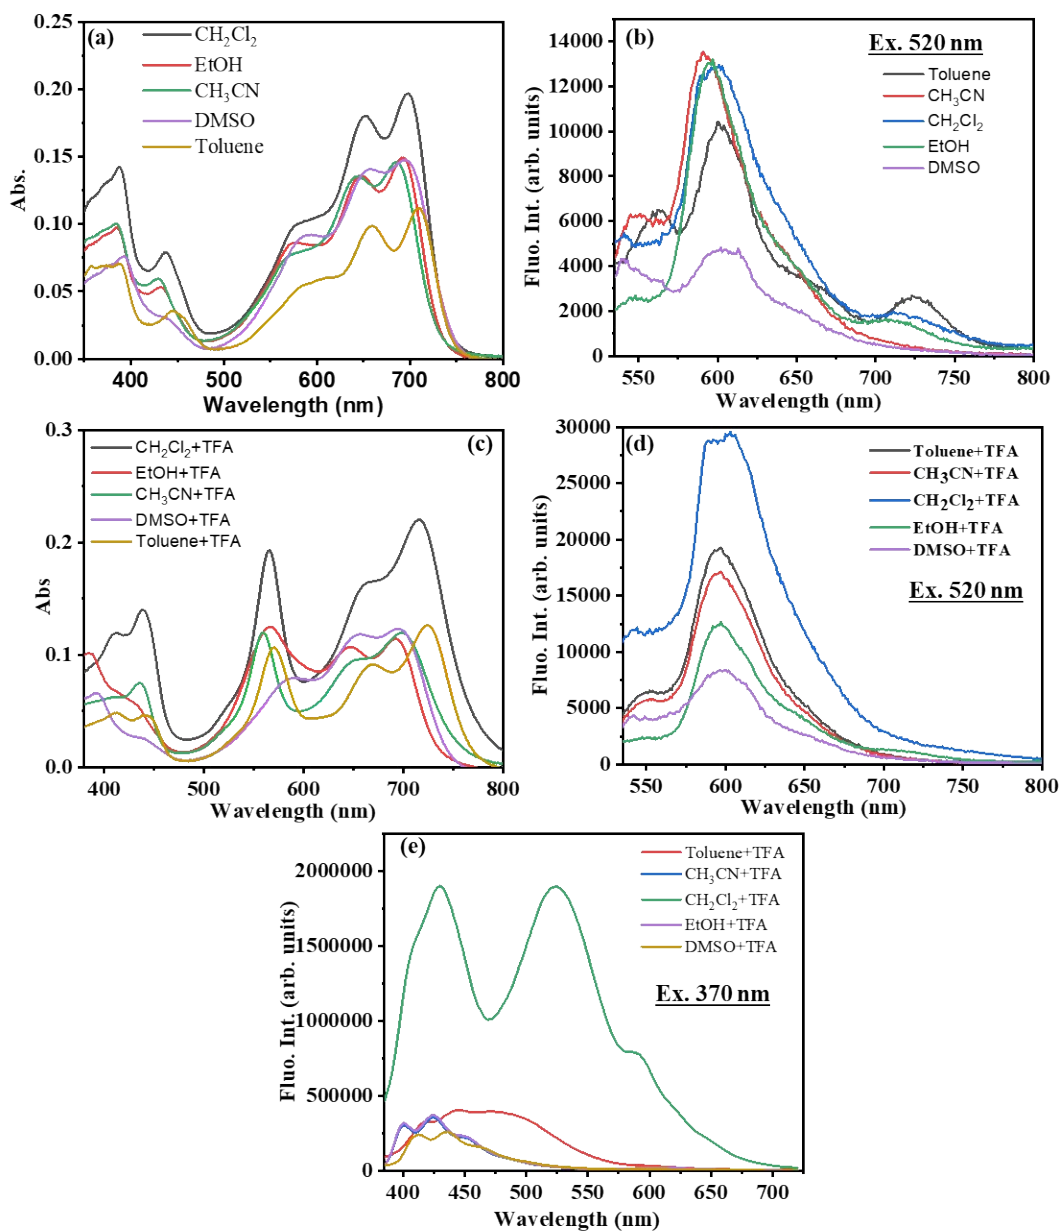 (a)
CH₂Cl₂
EtOH
CH₃CN
DMSO
Toluene
0.25
0.20
0.15
0.10
0.05
0.00
Abs.
400 500 600 700 800
Wavelength (nm)
(b)
Ex. 520 nm
Toluene
CH₃CN
CH₂Cl₂
EtOH
DMSO
14000
12000
10000
8000
6000
4000
2000
0
Fluo. Int. (arb. units)
550 600 650 700 750 800
Wavelength (nm)
(c)
CH₂Cl₂+TFA
EtOH+TFA
CH₃CN+TFA
DMSO+TFA
Toluene+TFA
0.3
0.2
0.1
0.0
Abs
400 500 600 700 800
Wavelength (nm)
(d)
Toluene+TFA
CH₃CN+TFA
CH₂Cl₂+TFA
EtOH+TFA
DMSO+TFA
Ex. 520 nm
30000
25000
20000
15000
10000
5000
0
Fluo. Int. (arb. units)
550 600 650 700 750 800
Wavelength (nm)
(e)
Toluene+TFA
CH₃CN+TFA
CH₂Cl₂+TFA
EtOH+TFA
DMSO+TFA
Ex. 370 nm
2000000
1500000
1000000
500000
0
Fluo. Int. (arb. units)
400 450 500 550 600 650 700
Wavelength (nm)